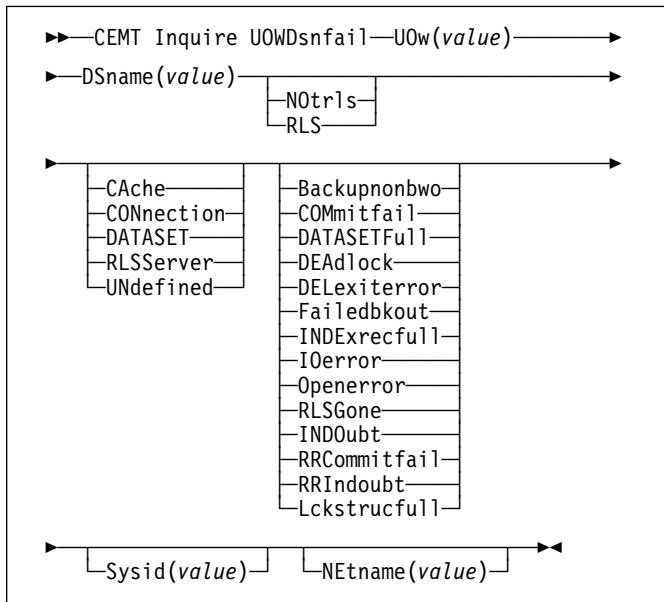 CEMT Inquire UOWDsnfail UOw(value)
DSname(value)
NOtrls
RLS
CAche
CONnection
DATASET
RLSServer
UNdefined
Backupnonbwo
COMmitfail
DATASETFull
DEAdlock
DELexiterror
Failedbkout
INDExrecfull
IOerror
Openerror
RLSGone
INDOubt
RRCommitfail
RRIndoubt
Lckstrucfull
Sysid(value) NEtname(value)